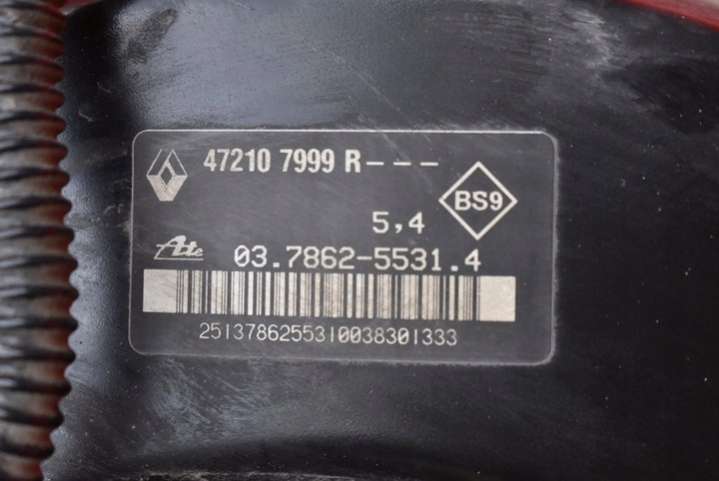 47210 7999 R---
BS9
5,4
Ate
03.7862-5531.4
2513786255310038301333